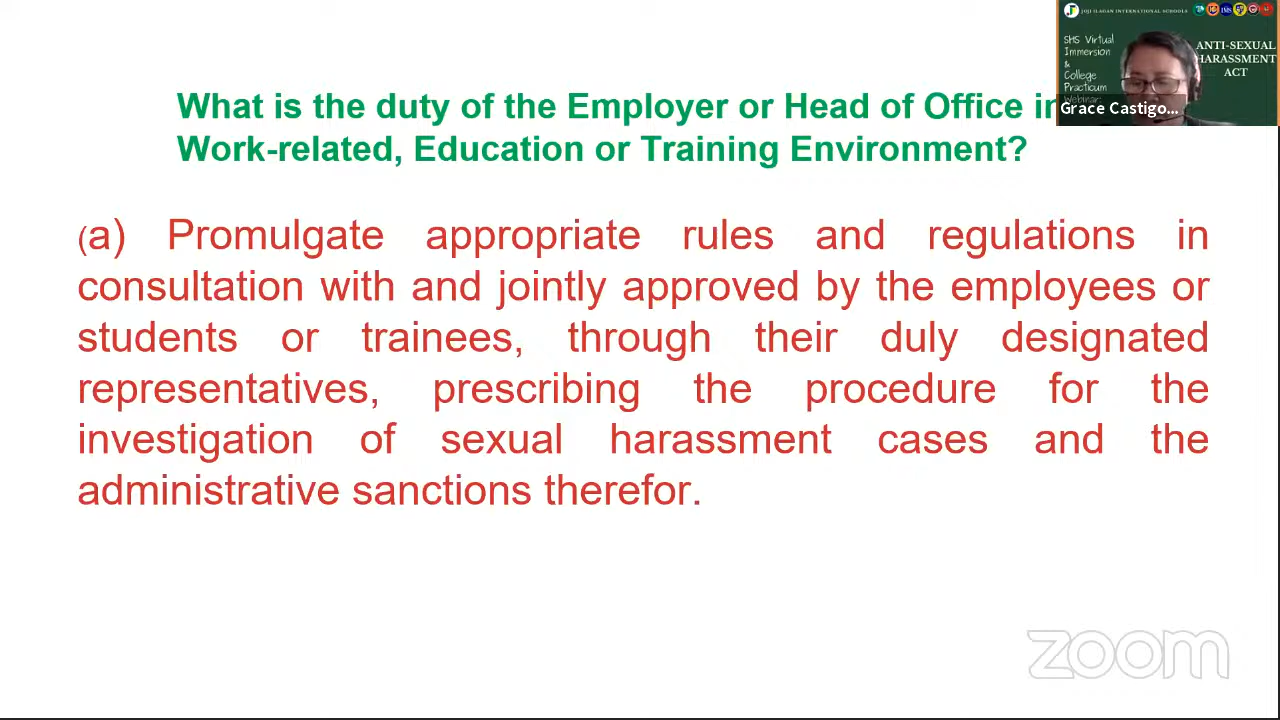 JOJI ILAGAN INTERNATIONAL SCHOOLS
SHS Virtual
Immersion
&
College
Practicum
Webinar:
ANTI-SEXUAL
HARASSMENT
ACT
Grace Castigo...
What is the duty of the Employer or Head of Office in
Work-related, Education or Training Environment?
(a) Promulgate appropriate rules and regulations in
consultation with and jointly approved by the employees or
students or trainees, through their duly designated
representatives, prescribing the procedure for the
investigation of sexual harassment cases and the
administrative sanctions therefor.
zoom